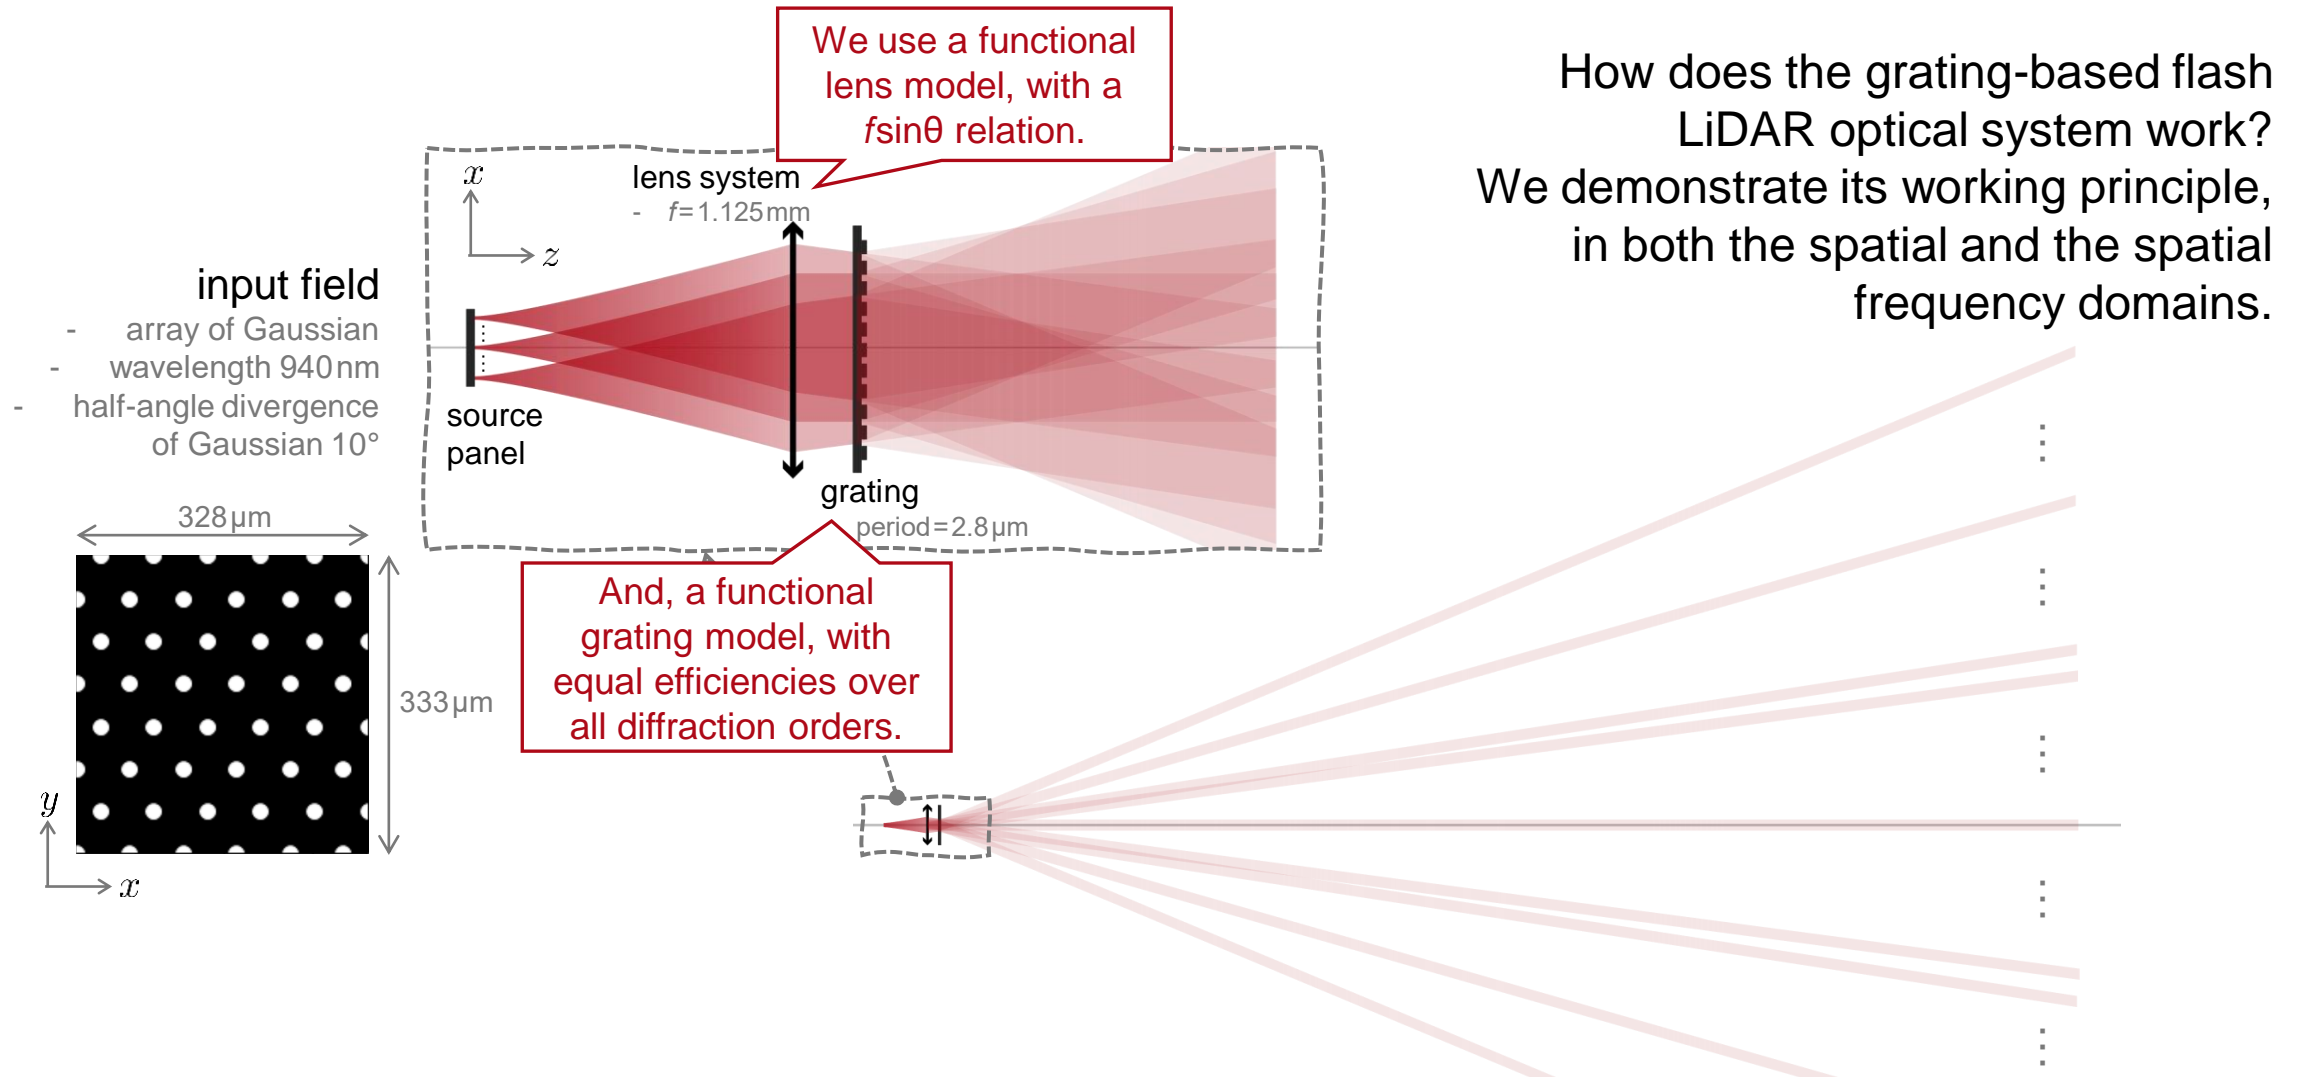 We use a functional
lens model, with a
fsinθ relation.
How does the grating-based flash
LiDAR optical system work?
We demonstrate its working principle,
in both the spatial and the spatial
frequency domains.
x
z
lens system
- f=1.125mm
input field
- array of Gaussian
- wavelength 940nm
- half-angle divergence
of Gaussian 10°
source
panel
grating
period=2.8µm
328µm
333µm
y
x
And, a functional
grating model, with
equal efficiencies over
all diffraction orders.